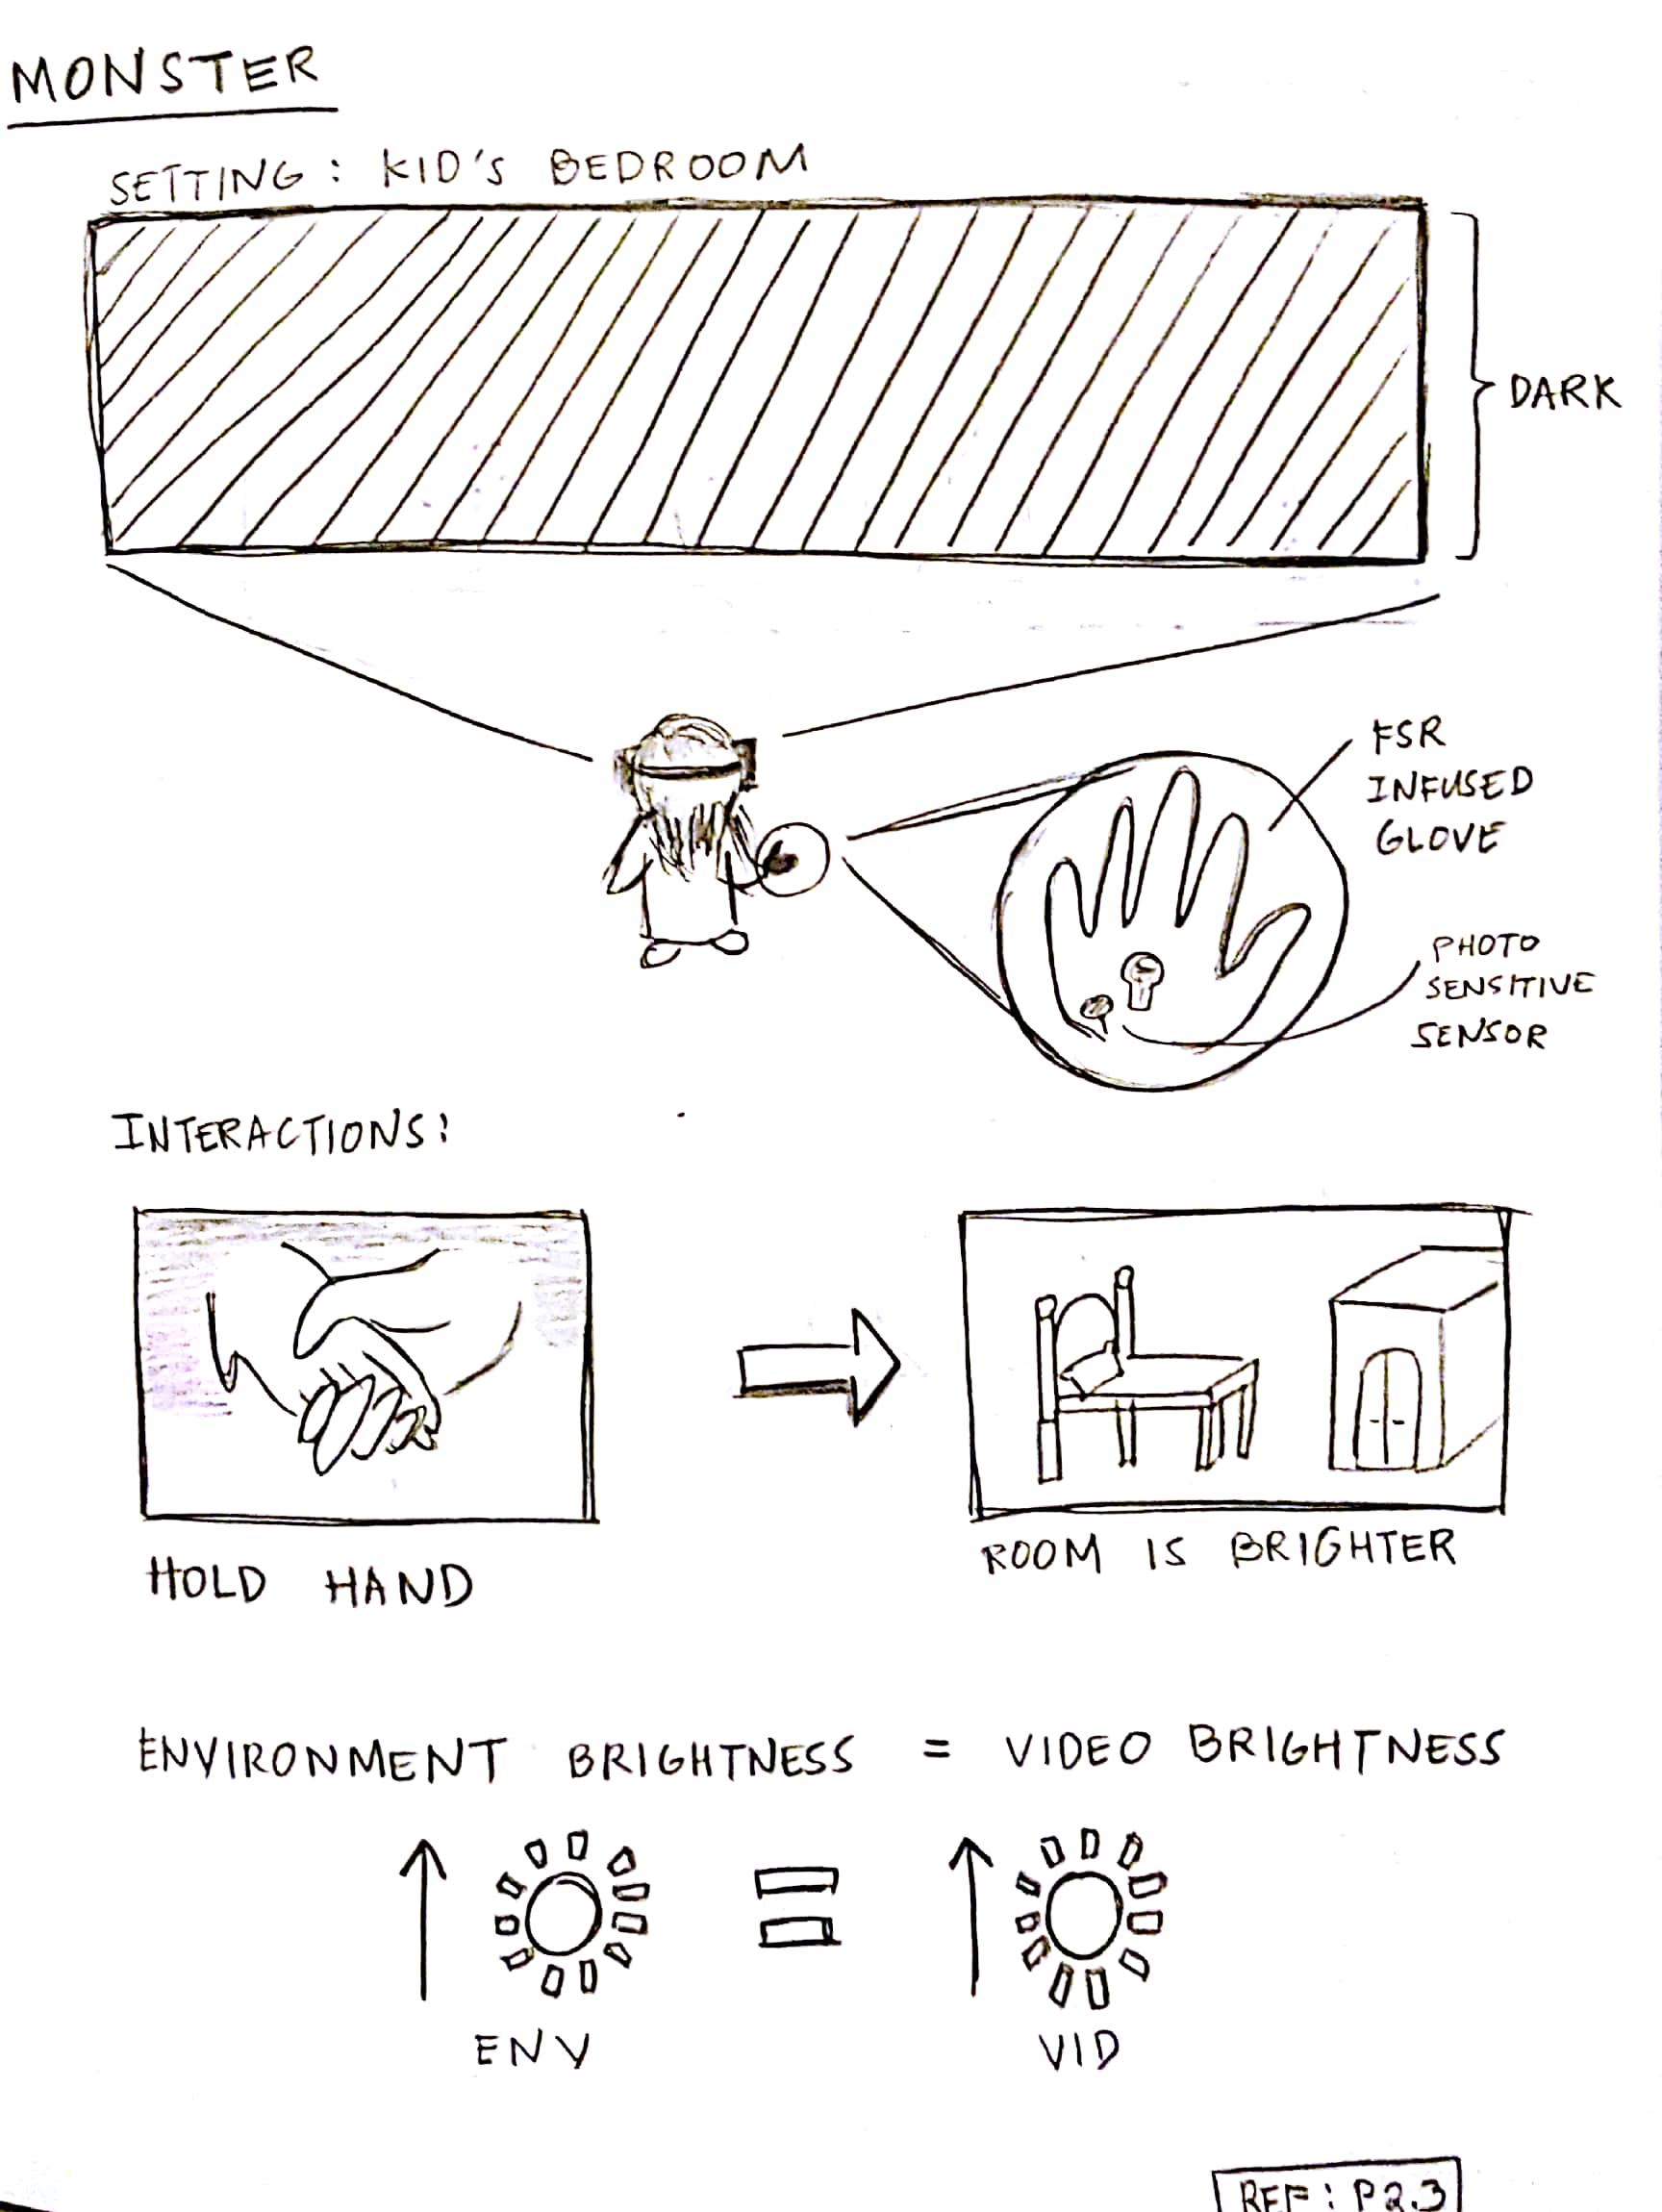 MONSTER
SETTING: KID'S BEDROOM
DARK
FSR
INFUSED
GLOVE
PHOTO
SENSITIVE
SENSOR
INTERACTIONS:
HOLD HAND
ROOM IS BRIGHTER
ENVIRONMENT BRIGHTNESS = VIDEO BRIGHTNESS
ENV
VID
REF: P2.3